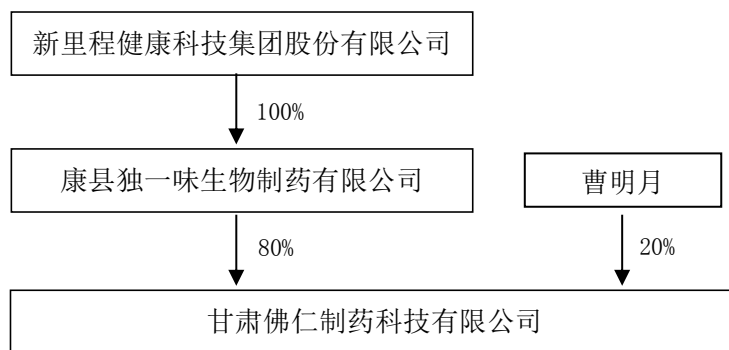 新里程健康科技集团股份有限公司
100%
康县独一味生物制药有限公司
曹明月
80%
20%
甘肃佛仁制药科技有限公司